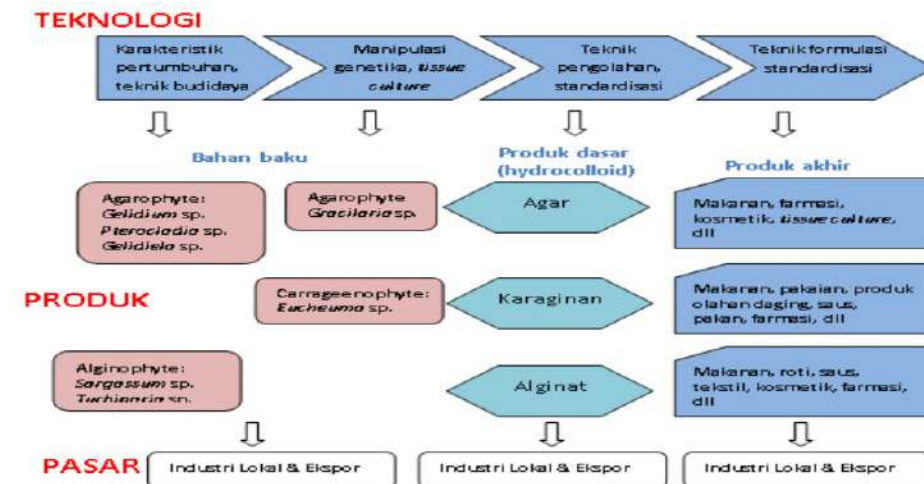 TEKNOLOGI
Karakteristik
pertumbuhan,
teknik budidaya
Manipulasi
genetika, tissue
culture
Teknik
pengolahan,
standardisasi
Teknik formulasi
standardisasi
Bahan baku
Produk dasar
(hydrocolloid)
Produk akhir
Agarophyte:
Gelidium sp.
Pterocladia sp.
Gelidiela sp.
Agarophyte
Gracilaria sp.
Agar
Makanan, farmasi,
kosmetik, tissue culture,
dll
PRODUK
Carrageenophyte:
Eucheuma sp.
Karaginan
Makanan, pakaian, produk
olahan daging, saus,
pakan, farmasi, dll
Alginophyte:
Sargassum sp.
Turbinaria sp.
Alginat
Makanan, roti, saus,
tekstil, kosmetik, farmasi,
dll
PASAR
Industri Lokal & Ekspor
Industri Lokal & Ekspor
Industri Lokal & Ekspor